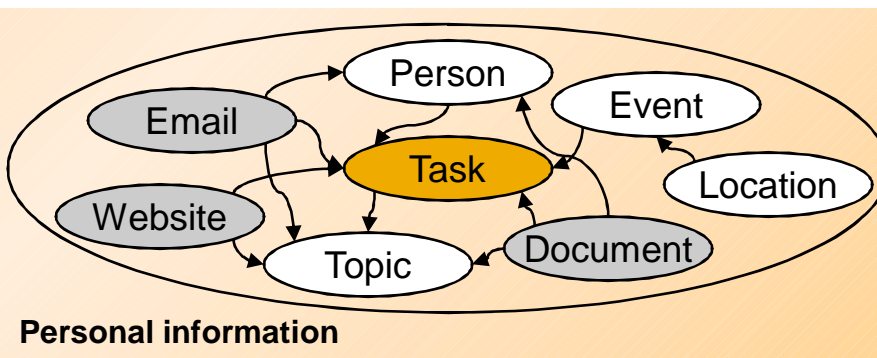 Person
Event
Email
Task
Location
Website
Document
Topic
Personal information